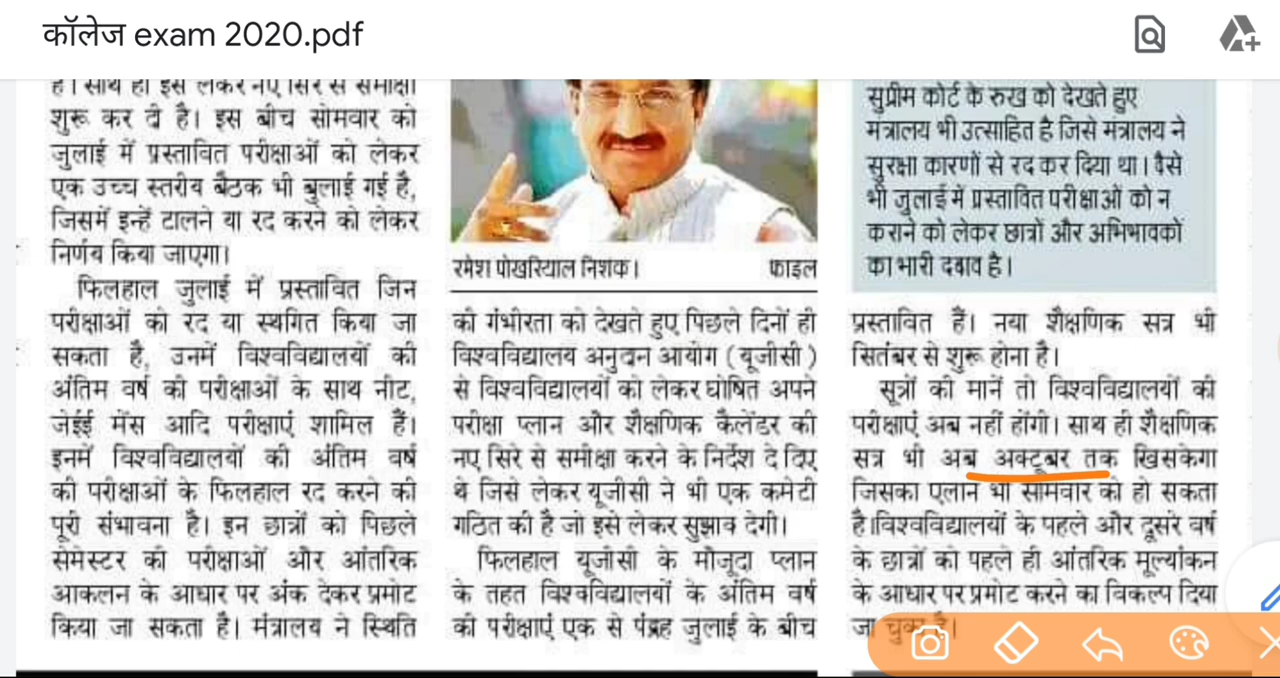 कॉलेज exam 2020.pdf
है। साथ ही इसे लेकर नए सिरे से समीक्षा
शुरू कर दी है। इस बीच सोमवार को
जुलाई में प्रस्तावित परीक्षाओं को लेकर
एक उच्च स्तरीय बैठक भी बुलाई गई है,
जिसमें इन्हें टालने या रद करने को लेकर
निर्णय किया जाएगा।
फिलहाल जुलाई में प्रस्तावित जिन
परीक्षाओं को रद या स्थगित किया जा
सकता है, उनमें विश्वविद्यालयों की
अंतिम वर्ष की परीक्षाओं के साथ नीट,
जेईई मेंस आदि परीक्षाएं शामिल हैं।
इनमें विश्वविद्यालयों की अंतिम वर्ष
की परीक्षाओं के फिलहाल रद करने की
पूरी संभावना है। इन छात्रों को पिछले
सेमेस्टर की परीक्षाओं और आंतरिक
आकलन के आधार पर अंक देकर प्रमोट
किया जा सकता है। मंत्रालय ने स्थिति
रमेश पोखरियाल निशंक। फाइल
की गंभीरता को देखते हुए पिछले दिनों ही
विश्वविद्यालय अनुदान आयोग (यूजीसी)
से विश्वविद्यालयों को लेकर घोषित अपने
परीक्षा प्लान और शैक्षणिक कैलेंडर की
नए सिरे से समीक्षा करने के निर्देश दे दिए
थे जिसे लेकर यूजीसी ने भी एक कमेटी
गठित की है जो इसे लेकर सुझाव देगी।
फिलहाल यूजीसी के मौजूदा प्लान
के तहत विश्वविद्यालयों के अंतिम वर्ष
की परीक्षाएं एक से पंद्रह जुलाई के बीच
सुप्रीम कोर्ट के रुख को देखते हुए
मंत्रालय भी उत्साहित है जिसे मंत्रालय ने
सुरक्षा कारणों से रद कर दिया था। वैसे
भी जुलाई में प्रस्तावित परीक्षाओं को न
कराने को लेकर छात्रों और अभिभावकों
का भारी दबाव है।
प्रस्तावित हैं। नया शैक्षणिक सत्र भी
सितंबर से शुरू होना है।
सूत्रों की मानें तो विश्वविद्यालयों की
परीक्षाएं अब नहीं होंगी। साथ ही शैक्षणिक
सत्र भी अब अक्टूबर तक खिसकेगा
जिसका एलान भी सोमवार को हो सकता
है।विश्वविद्यालयों के पहले और दूसरे वर्ष
के छात्रों को पहले ही आंतरिक मूल्यांकन
के आधार पर प्रमोट करने का विकल्प दिया
जा चुका है।